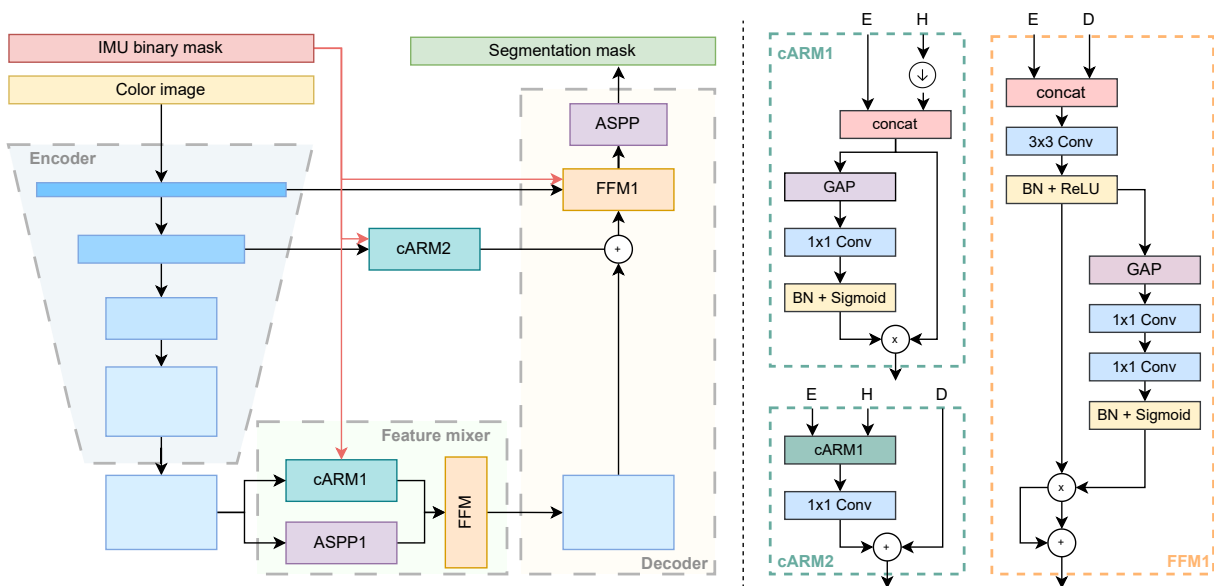 IMU binary mask
Color image
Segmentation mask
Encoder
ASPP
FFM1
cARM2
+
Feature mixer
cARM1
ASPP1
FFM
Decoder
E H
cARM1
↓
concat
GAP
1x1 Conv
BN + Sigmoid
x
E H D
cARM1
1x1 Conv
+
cARM2
E D
concat
3x3 Conv
BN + ReLU
GAP
1x1 Conv
1x1 Conv
BN + Sigmoid
x
+
FFM1